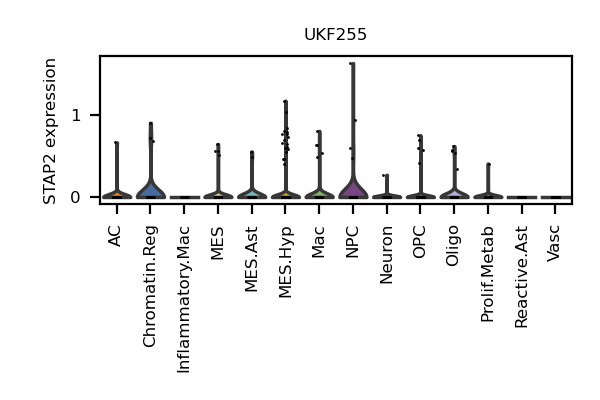 UKF255
STAP2 expression
1
0
AC
Chromatin.Reg
Inflammatory.Mac
MES
MES.Ast
MES.Hyp
Mac
NPC
Neuron
OPC
Oligo
Prolif.Metab
Reactive.Ast
Vasc